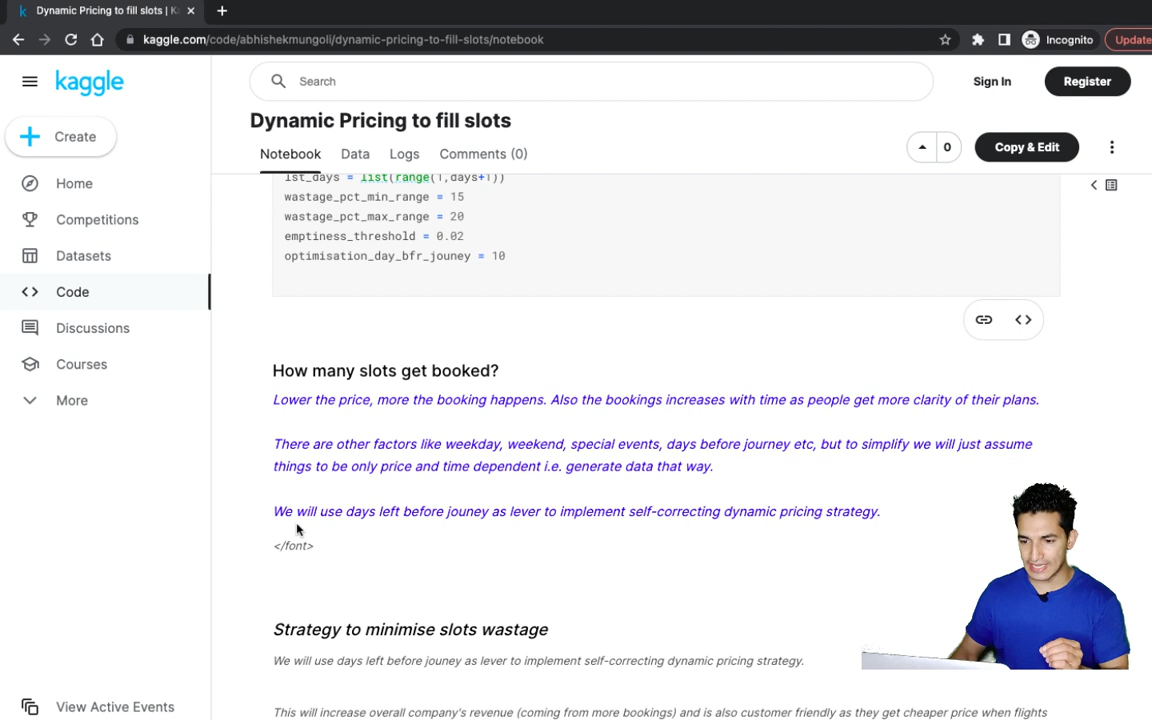 Dynamic Pricing to fill slots | K
kaggle.com/code/abhishekmungoli/dynamic-pricing-to-fill-slots/notebook
Incognito
Update
kaggle
Search
Sign In
Register
Create
Dynamic Pricing to fill slots
0
Copy & Edit
Notebook
Data
Logs
Comments (0)
Home
Competitions
Datasets
Code
Discussions
Courses
More
View Active Events
lst_days = list(range(1,days+1))
wastage_pct_min_range = 15
wastage_pct_max_range = 20
emptiness_threshold = 0.02
optimisation_day_bfr_jouney = 10
How many slots get booked?
Lower the price, more the booking happens. Also the bookings increases with time as people get more clarity of their plans.
There are other factors like weekday, weekend, special events, days before journey etc, but to simplify we will just assume
things to be only price and time dependent i.e. generate data that way.
We will use days left before jouney as lever to implement self-correcting dynamic pricing strategy.
</font>
Strategy to minimise slots wastage
We will use days left before jouney as lever to implement self-correcting dynamic pricing strategy.
This will increase overall company's revenue (coming from more bookings) and is also customer friendly as they get cheaper price when flights